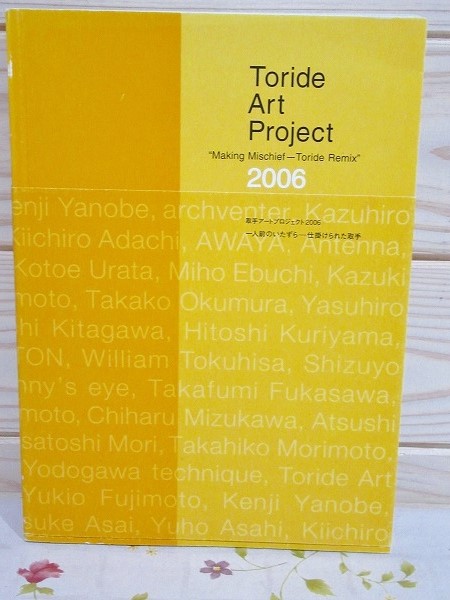 Toride
Art
Project
"Making Mischief—Toride Remix"
2006
取手アートプロジェクト2006
一人前のいたずら—仕掛けられた取手
enji Yanobe, archventer, Kazuhiro
Kiichiro Adachi, AWAYA Antenna,
Kotoe Urata, Miho Ebuchi, Kazuki
moto, Takako Okumura, Yasuhiro
hi Kitagawa, Hitoshi Kuriyama,
TON, William Tokuhisa, Shizuyo
nny's eye, Takafumi Fukasawa,
moto, Chiharu Mizukawa, Atsushi
satoshi Mori, Takahiko Morimoto,
Yodogawa technique, Toride Art
Yukio Fujimoto, Kenji Yanobe,
suke Asai, Yuho Asahi, Kiichiro